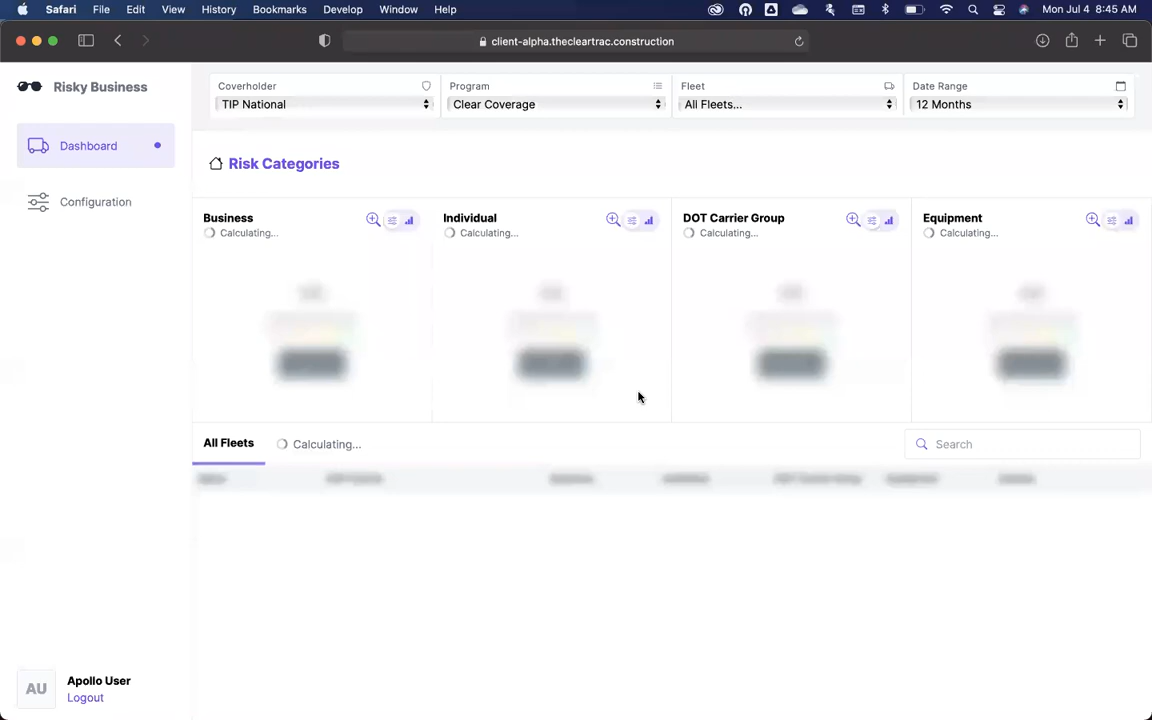 Safari File Edit View History Bookmarks Develop Window Help Mon Jul 4 8:45 AM
client-alpha.thecleartrac.construction
Risky Business
Dashboard
Configuration
Coverholder
TIP National
Program
Clear Coverage
Fleet
All Fleets...
Date Range
12 Months
Risk Categories
Business
Calculating...
Individual
Calculating...
DOT Carrier Group
Calculating...
Equipment
Calculating...
All Fleets Calculating... Search
AU
Apollo User
Logout